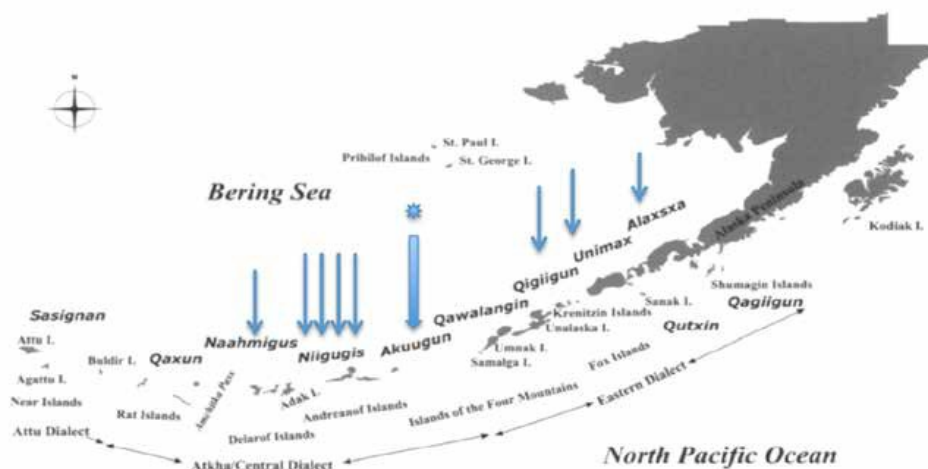 N
St. Paul I.
Pribilof Islands
St. George I.
Bering Sea
Alaxsxa
Alaska Peninsula
Kodiak I.
Unimax
Qigiigun
Qawalangin
Shumagin Islands
Sanak I.
Qagiigun
Krenitzin Islands
Unalaska I.
Qutxin
Umnak I.
Samalga I.
Fox Islands
Sasignan
Naahmigus
Niigugis
Akuugun
Attu I.
Buldir I.
Qaxun
Agattu I.
Amchitka Pass
Adak I.
Near Islands
Rat Islands
Andreanof Islands
Islands of the Four Mountains
Eastern Dialect
Attu Dialect
Delarof Islands
Atkha/Central Dialect
North Pacific Ocean